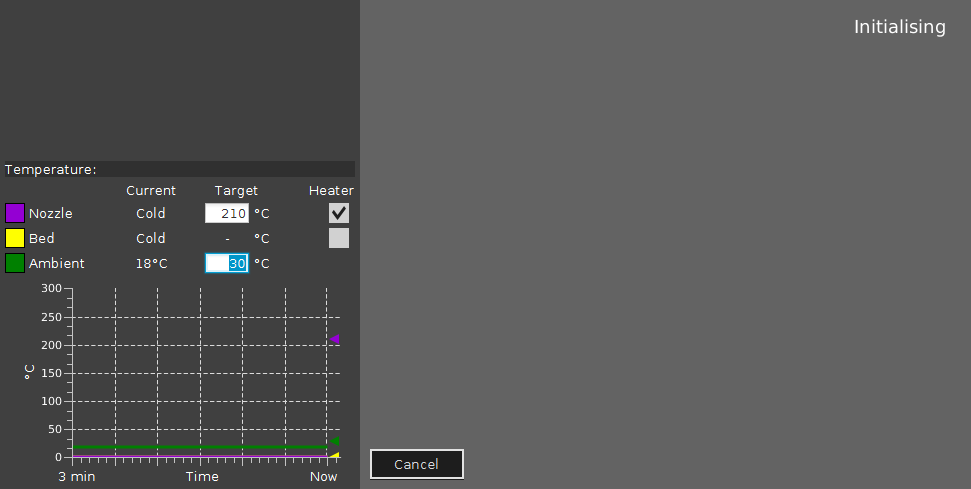 Initialising
Temperature:
Current Target Heater
Nozzle Cold 210 °C
Bed Cold - °C
Ambient 18°C 30 °C
300
250
200
°C
150
100
50
0
3 min Time Now
Cancel